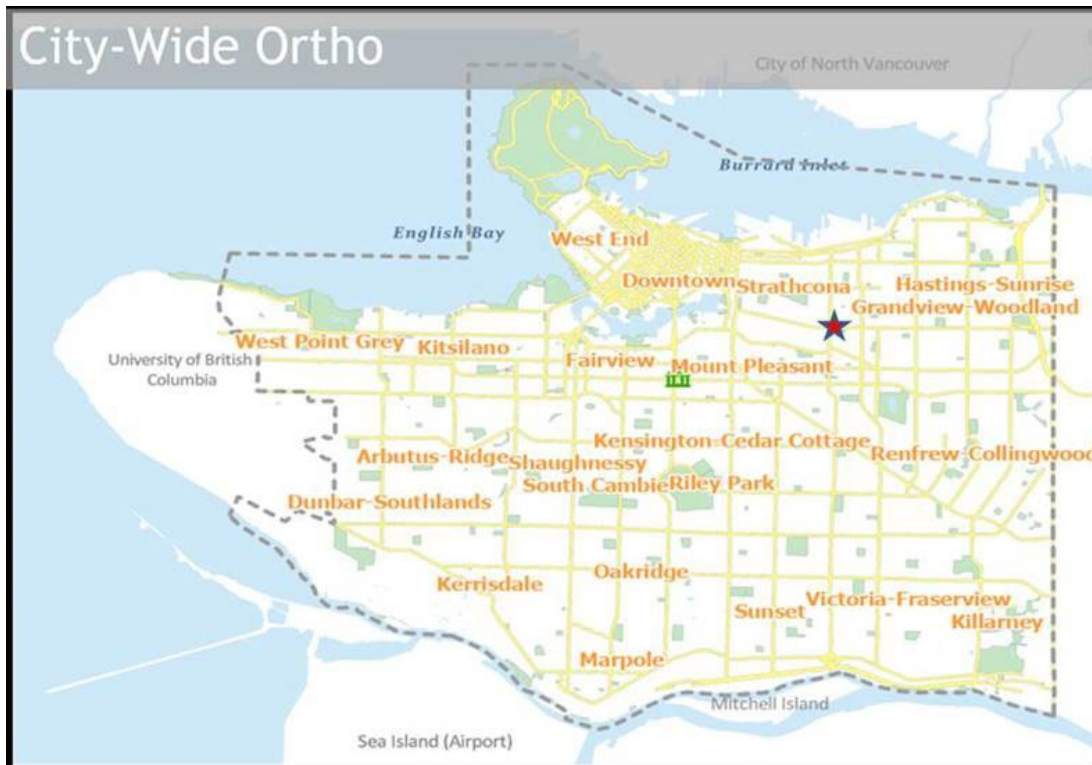 City-Wide Ortho
City of North Vancouver
Burrard Inlet
English Bay
West End
Downtown
Strathcona
Hastings-Sunrise
Grandview-Woodland
West Point Grey
Kitsilano
University of British
Columbia
Fairview
Mount Pleasant
Kensington-Cedar Cottage
Arbutus-Ridge
Shaughnessy
Renfrew-Collingwood
South Cambie
Riley Park
Dunbar-Southlands
Kerrisdale
Oakridge
Sunset
Victoria-Fraserview
Killarney
Marpole
Mitchell Island
Sea Island (Airport)